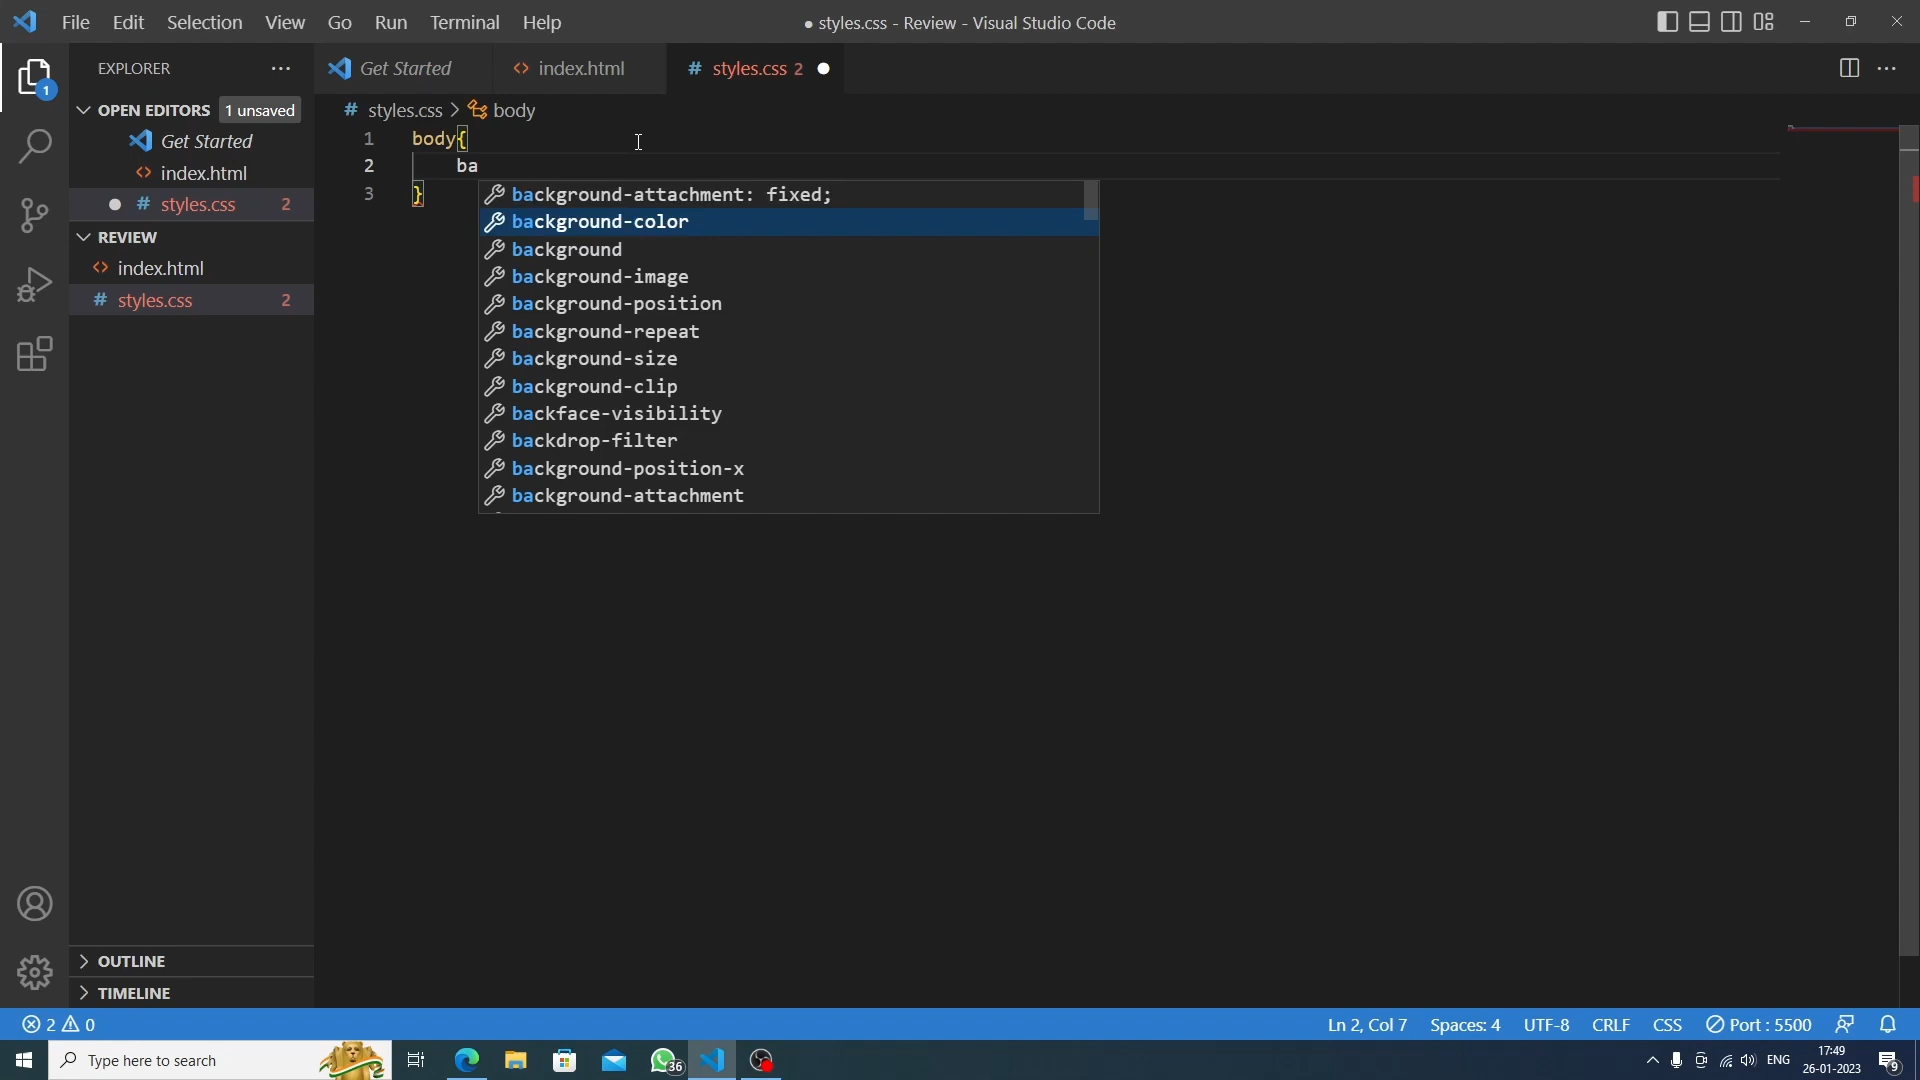 File Edit Selection View Go Run Terminal Help
● styles.css - Review - Visual Studio Code
EXPLORER
Get Started
index.html
# styles.css 2
OPEN EDITORS 1 unsaved
Get Started
index.html
# styles.css 2
REVIEW
index.html
# styles.css 2
OUTLINE
TIMELINE
1
# styles.css > body
1 body{
2 ba
3 }
background-attachment: fixed;
background-color
background
background-image
background-position
background-repeat
background-size
background-clip
backface-visibility
backdrop-filter
background-position-x
background-attachment
2 0
Ln 2, Col 7 Spaces: 4 UTF-8 CRLF CSS Port : 5500
Type here to search
36
ENG
17:49
26-01-2023
9